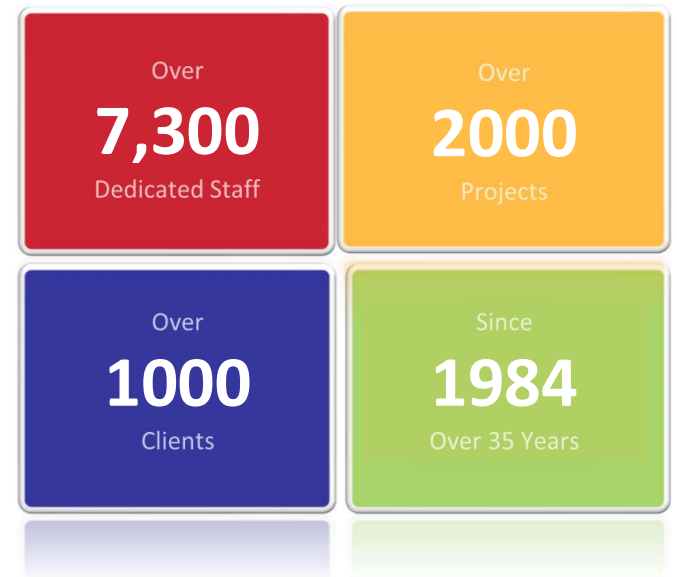 Over
7,300
Dedicated Staff
Over
2000
Projects
Over
1000
Clients
Since
1984
Over 35 Years